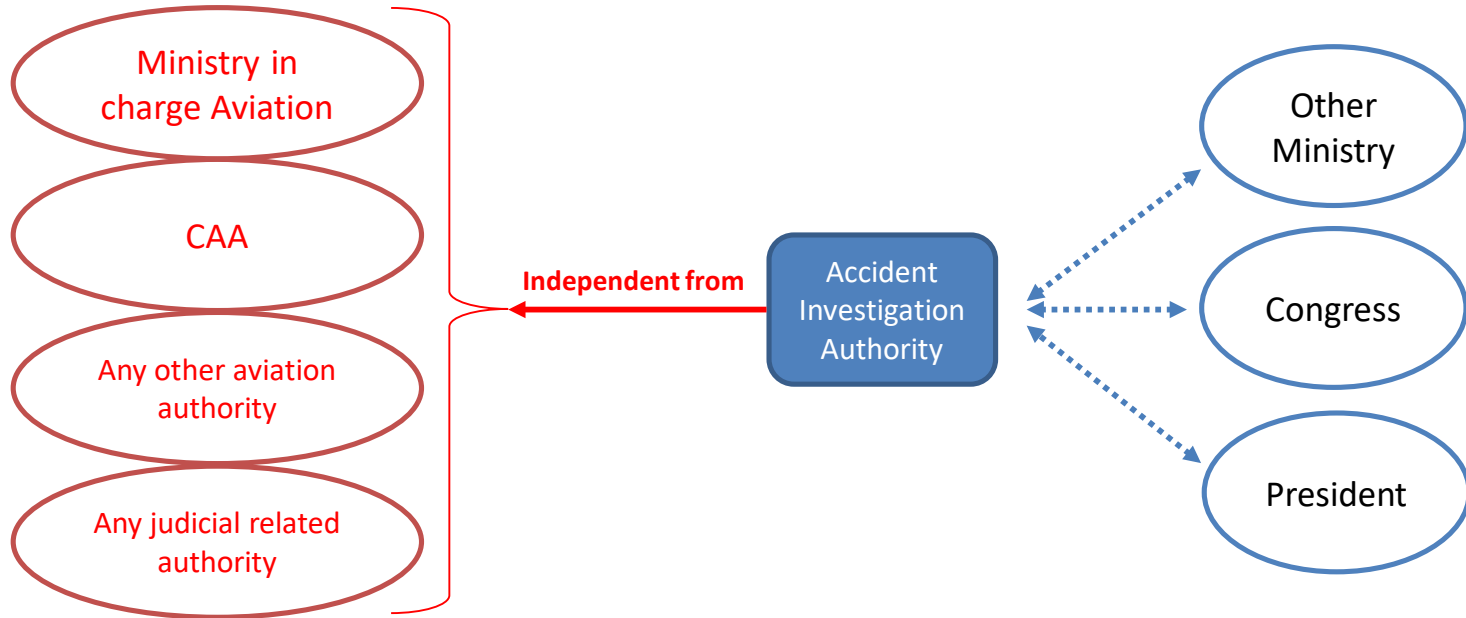 Ministry in
charge Aviation
CAA
Any other aviation
authority
Any judicial related
authority
Independent from
Accident
Investigation
Authority
Other
Ministry
Congress
President